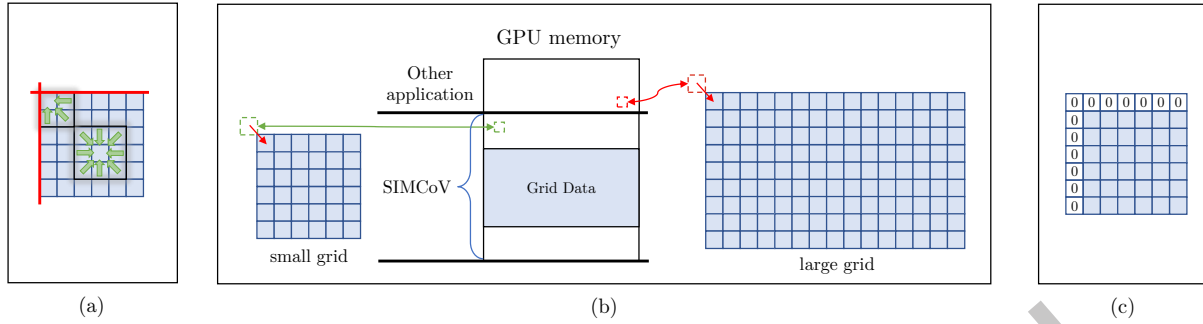 GPU memory
Other
application
SIMCoV
Grid Data
small grid
large grid
0 0 0 0 0 0 0
0
0
0
0
0
0
(a)
(b)
(c)